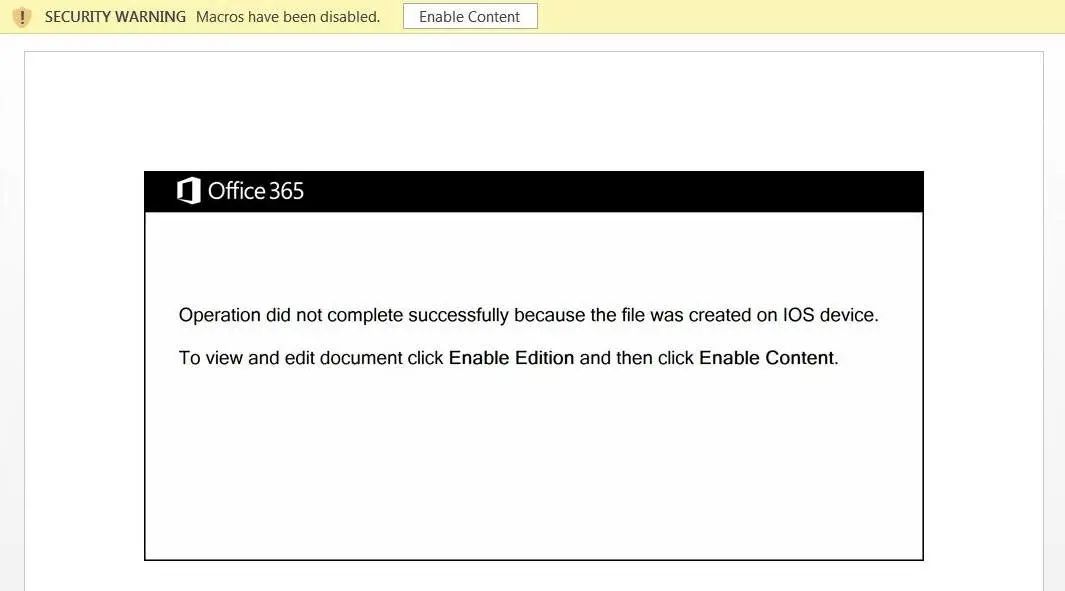 SECURITY WARNING Macros have been disabled. Enable Content
Office 365
Operation did not complete successfully because the file was created on IOS device.
To view and edit document click Enable Edition and then click Enable Content.